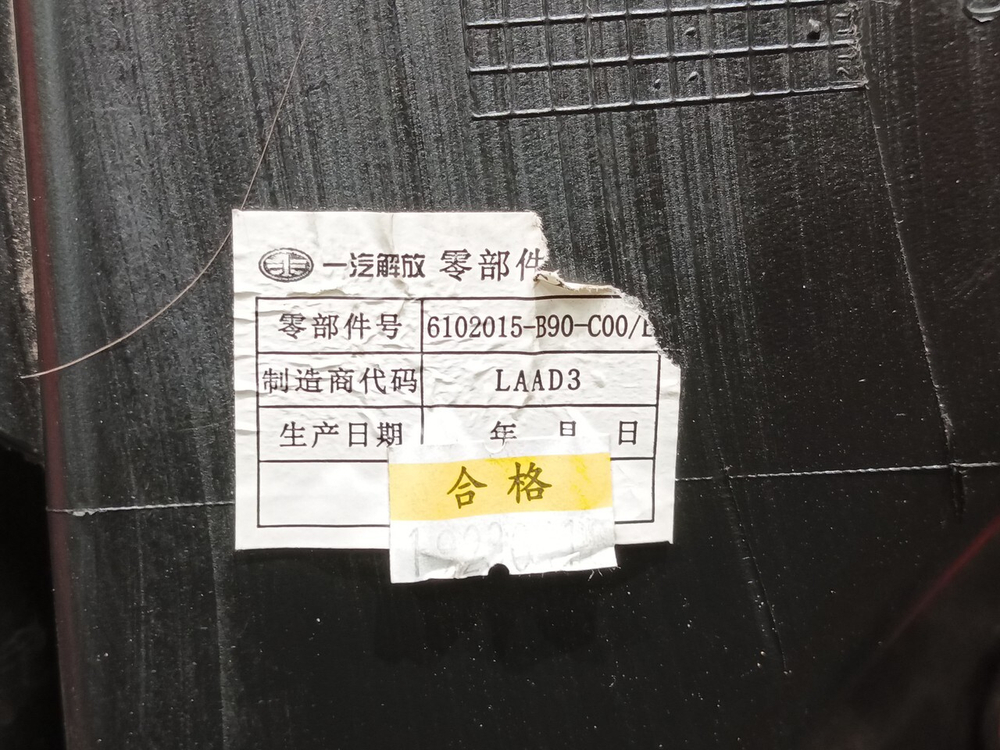 一汽解放 零部件
零部件号 6102015-B90-C00/
制造商代码 LAAD3
生产日期 年 月 日
合格